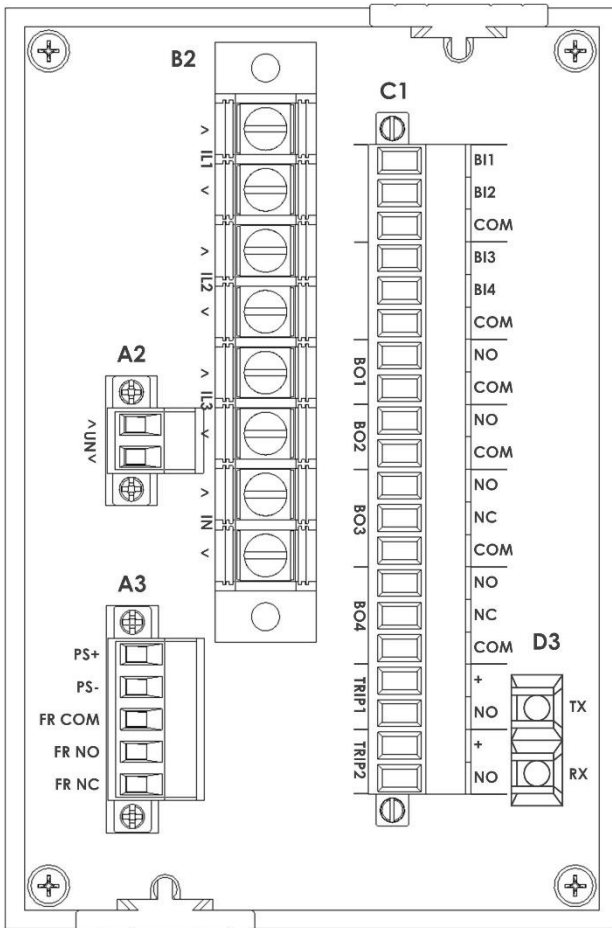 B2
>
IL1
<
>
IL2
<
>
IL3
<
>
IN
<
C1
BI1
BI2
COM
BI3
BI4
COM
BO1
NO
COM
BO2
NO
COM
BO3
NO
NC
COM
BO4
NO
NC
COM
TRIP1
+
NO
TRIP2
+
NO
A2
>UN<
A3
PS+
PS-
FR COM
FR NO
FR NC
D3
TX
RX